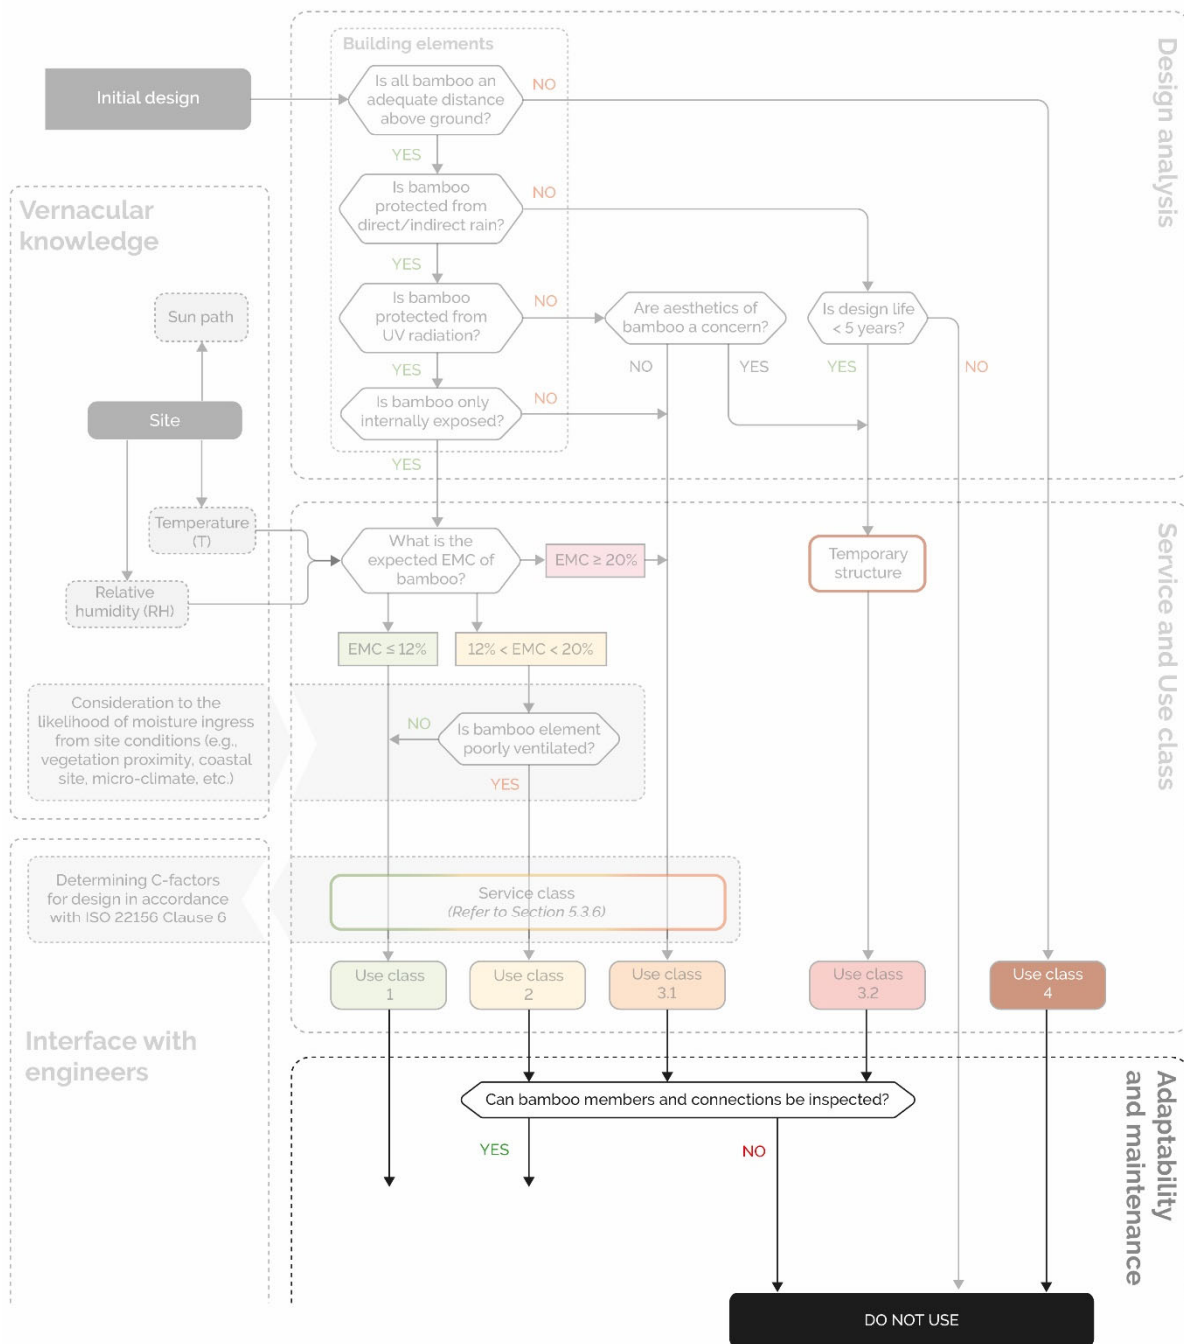 Building elements
Initial design
Is all bamboo an
adequate distance
above ground?
NO
YES
Design analysis
Vernacular
knowledge
Is
bamboo
protected from
direct/indirect rain?
NO
YES
Sun path
Is
bamboo
protected from
UV radiation?
NO
Are aesthetics of
bamboo a concern?
Is design life
< 5 years?
YES
NO
YES
YES
NO
Site
Is bamboo only
internally exposed?
NO
YES
Temperature
(T)
Relative
humidity (RH)
What is the
expected EMC of
bamboo?
EMC ≥ 20%
Temporary
structure
Service and Use class
EMC ≤ 12%
12% < EMC < 20%
Consideration to the
likelihood of moisture ingress
from site conditions (e.g.,
vegetation proximity, coastal
site, micro-climate, etc.)
NO
Is bamboo element
poorly ventilated?
YES
Determining C-factors
for design in accordance
with ISO 22156 Clause 6
Service class
(Refer to Section 5.3.6)
Use class
1
Use class
2
Use class
3.1
Use class
3.2
Use class
4
Interface with
engineers
Can bamboo members and connections be inspected?
YES
NO
Adaptability
and maintenance
DO NOT USE